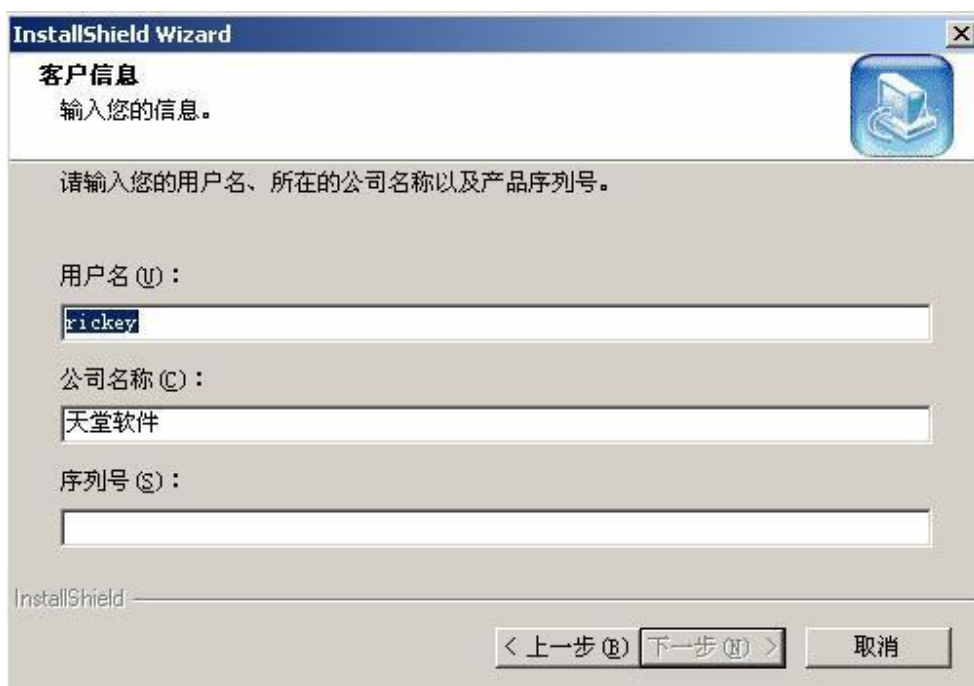 InstallShield Wizard
客户信息
输入您的信息。
请输入您的用户名、所在的公司名称以及产品序列号。
用户名(U)：
rickey
公司名称(C)：
天堂软件
序列号(S)：
InstallShield
< 上一步(B) 下一步(N) > 取消